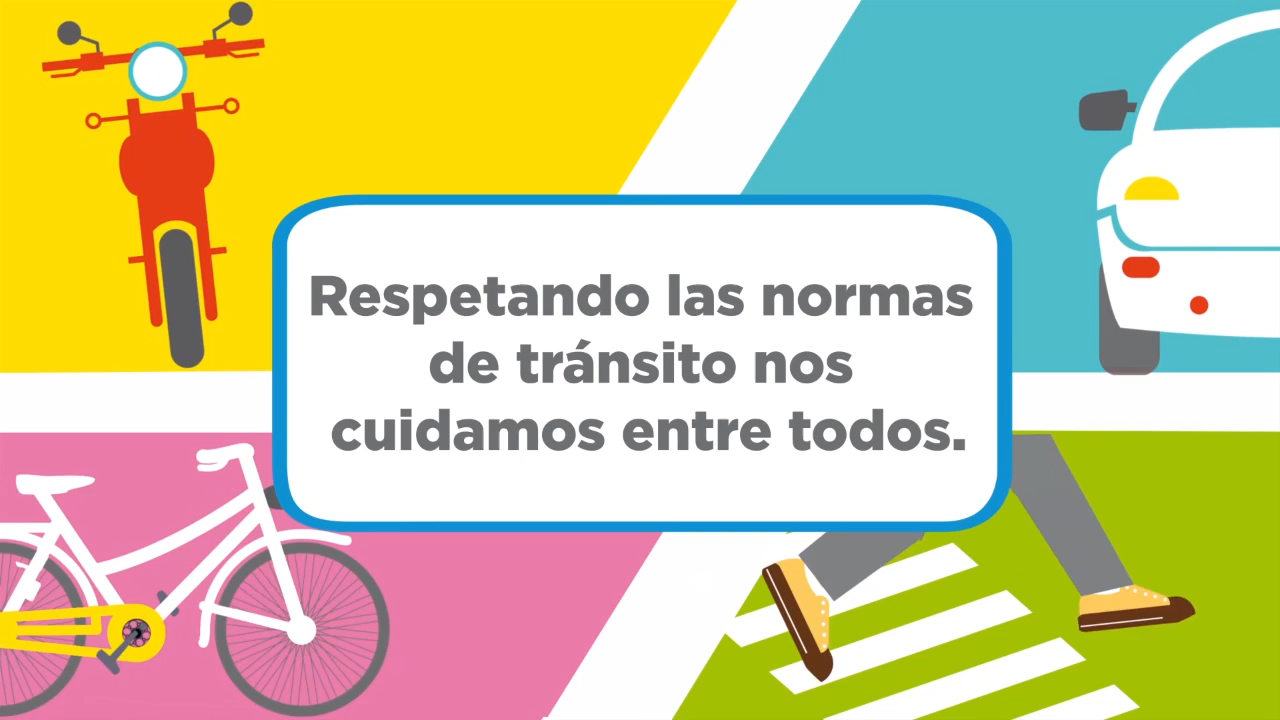 Respetando las normas
de tránsito nos
cuidamos entre todos.